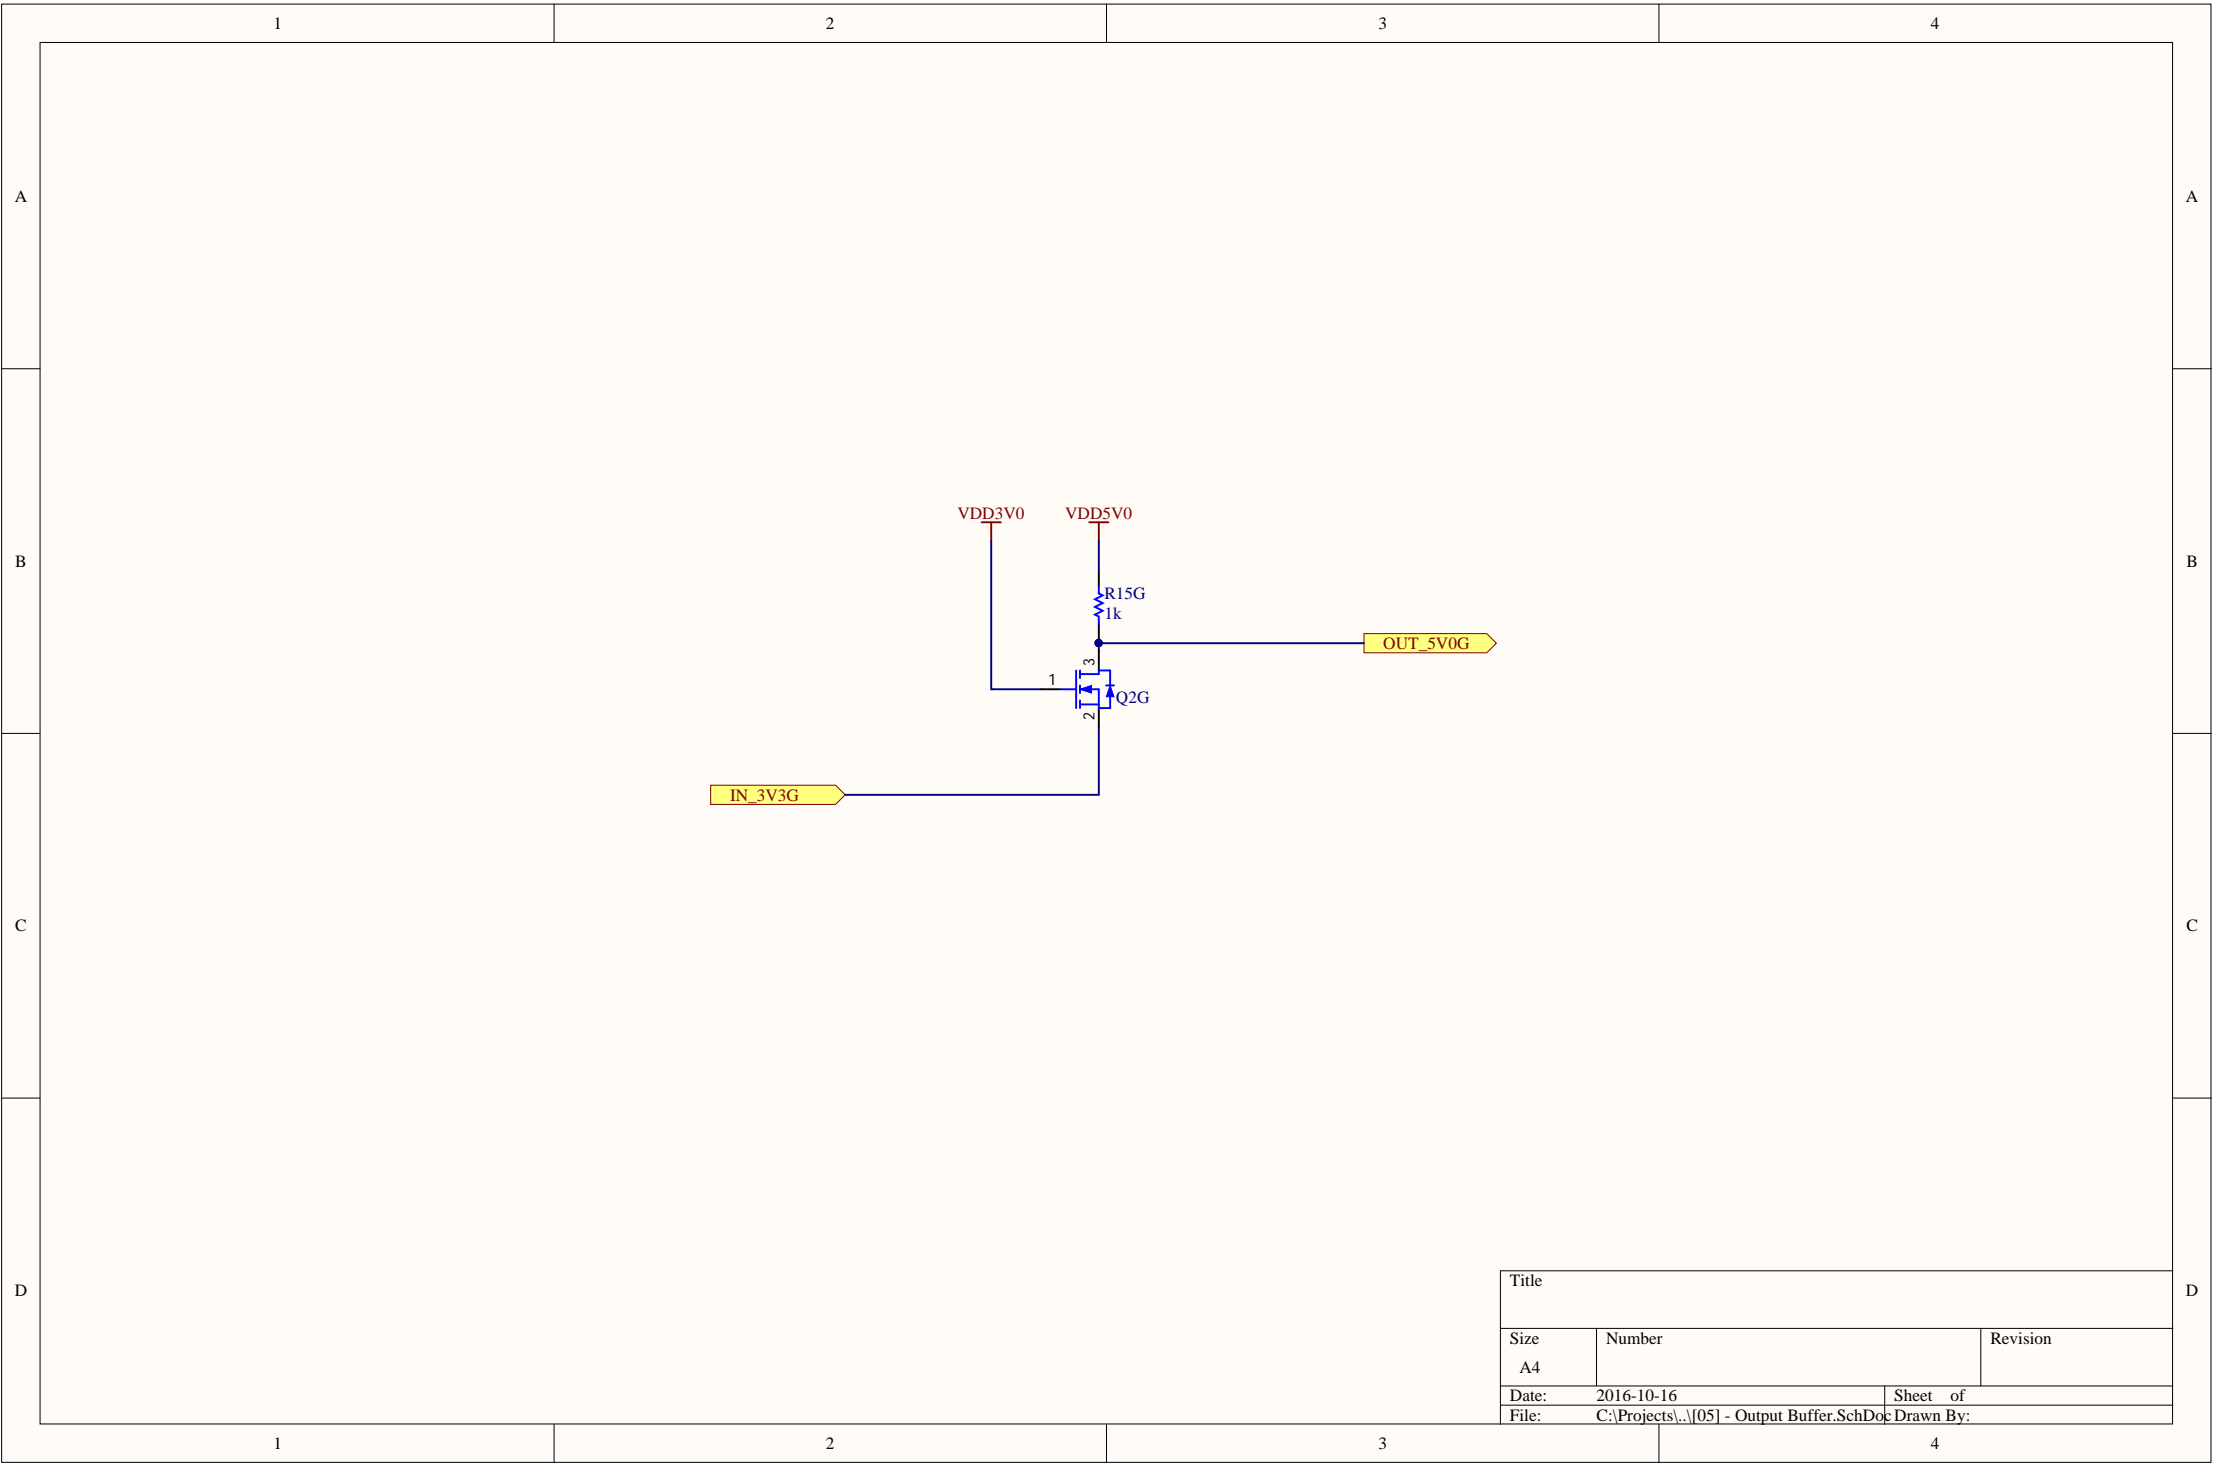 1 2 3 4
A A
VDD3V0 VDD5V0
B B
R15G
1k
OUT_5V0G
3
1
Q2G
2
IN_3V3G
C C
Title
D D
Size Number Revision
A4
Date: 2016-10-16 Sheet of
File: C:\Projects\..\[05] - Output Buffer.SchDoc Drawn By:
1 2 3 4